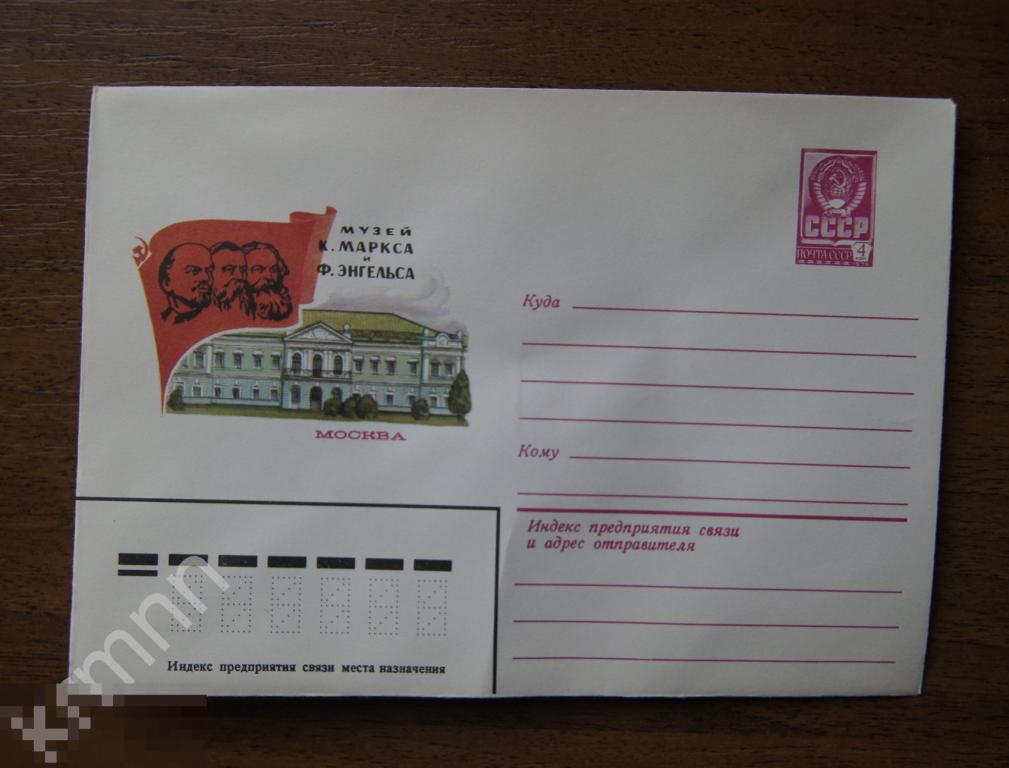 МУЗЕЙ
К. МАРКСА
и
Ф. ЭНГЕЛЬСА
МОСКВА
СССР
ПОЧТА СССР
4
КОП
Куда
Кому
Индекс предприятия связи
и адрес отправителя
Индекс предприятия связи места назначения